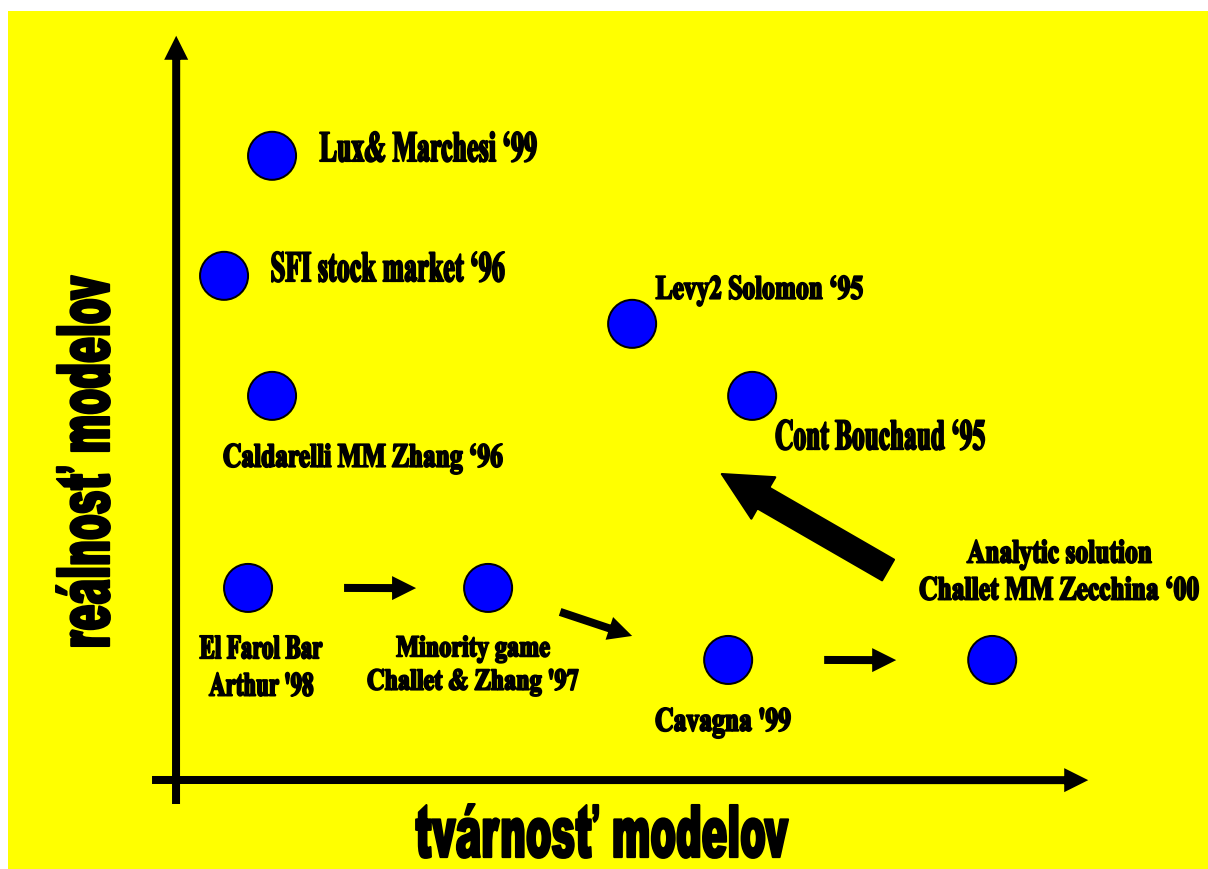 Lux& Marchesi ‘99
SFI stock market ‘96
Levy2 Solomon ‘95
Cont Bouchaud ‘95
Caldarelli MM Zhang ‘96
Analytic solution
Challet MM Zecchina ‘00
El Farol Bar
Arthur '98
Minority game
Challet & Zhang '97
Cavagna '99
reálnosť modelov
tvárnosť modelov